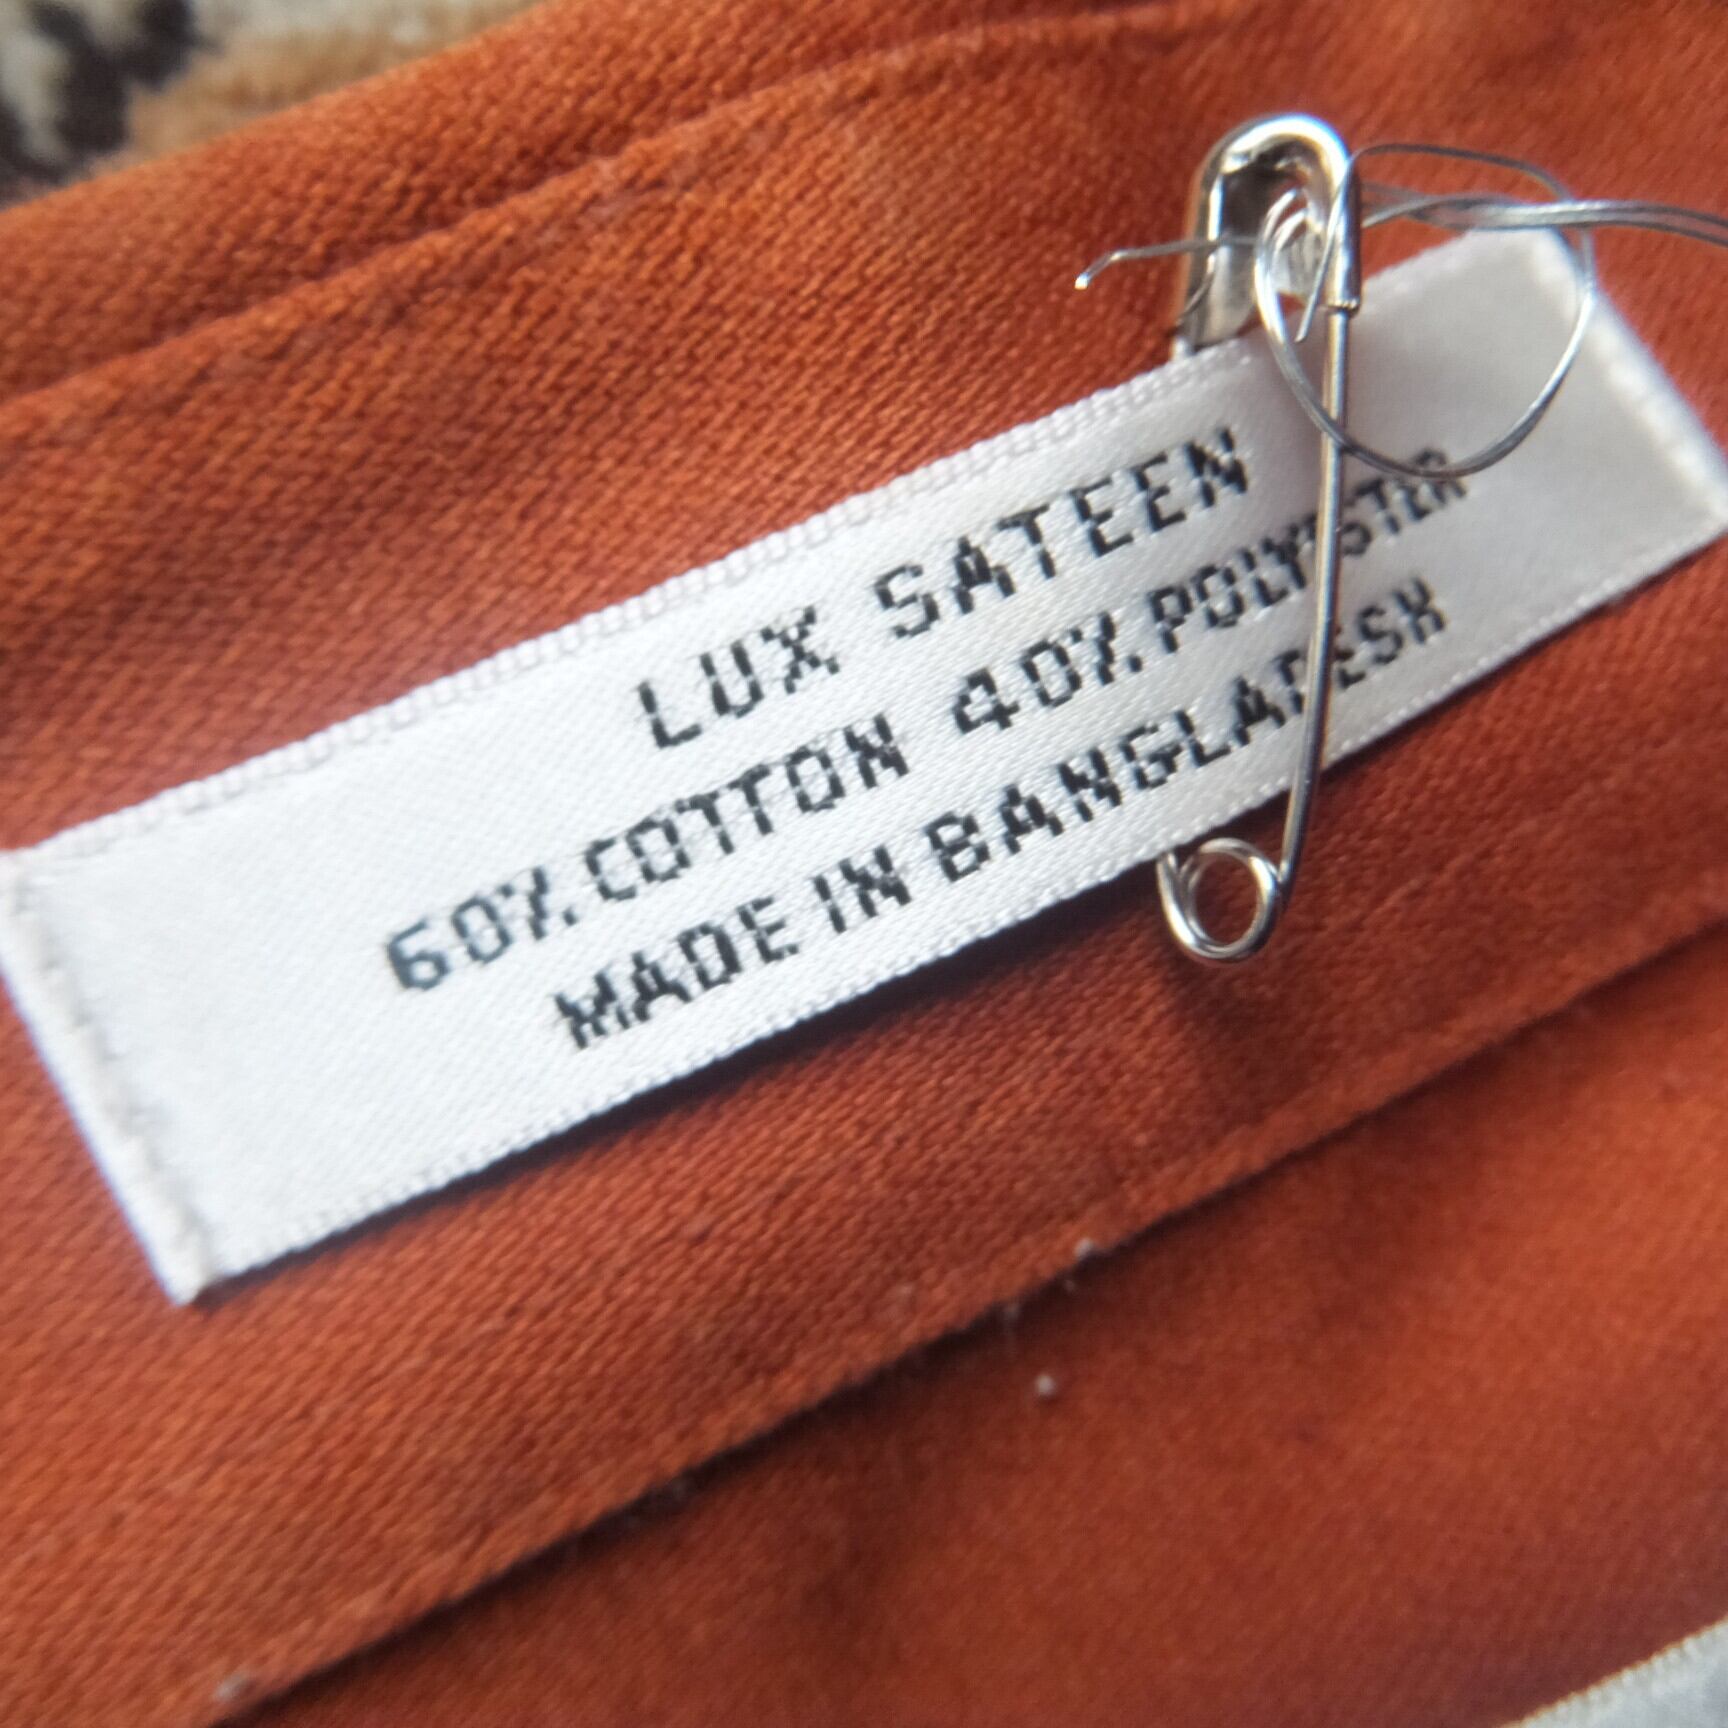 LUX SATEEN
60% COTTON 40% POLYESTER
MADE IN BANGLADESH